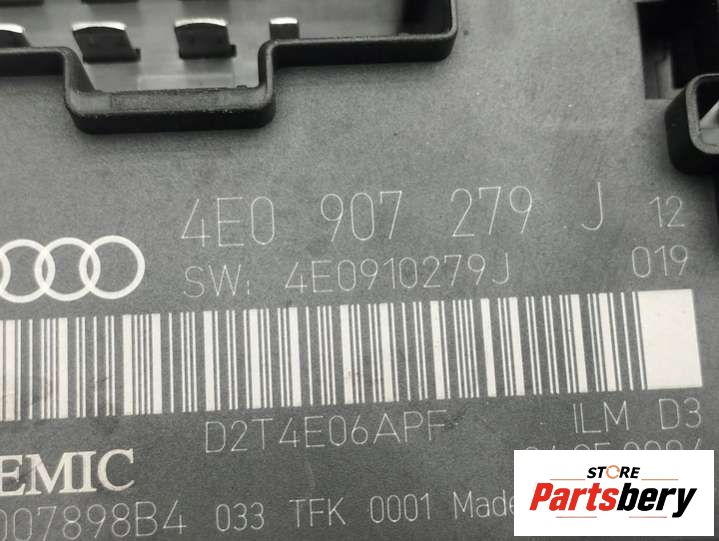 4E0 907 279 J 12
SW: 4E0910279J 019
D2T4E06APF ILM D3
EMIC
007898B4 033 TFK 0001 Made
STORE
Partsbery